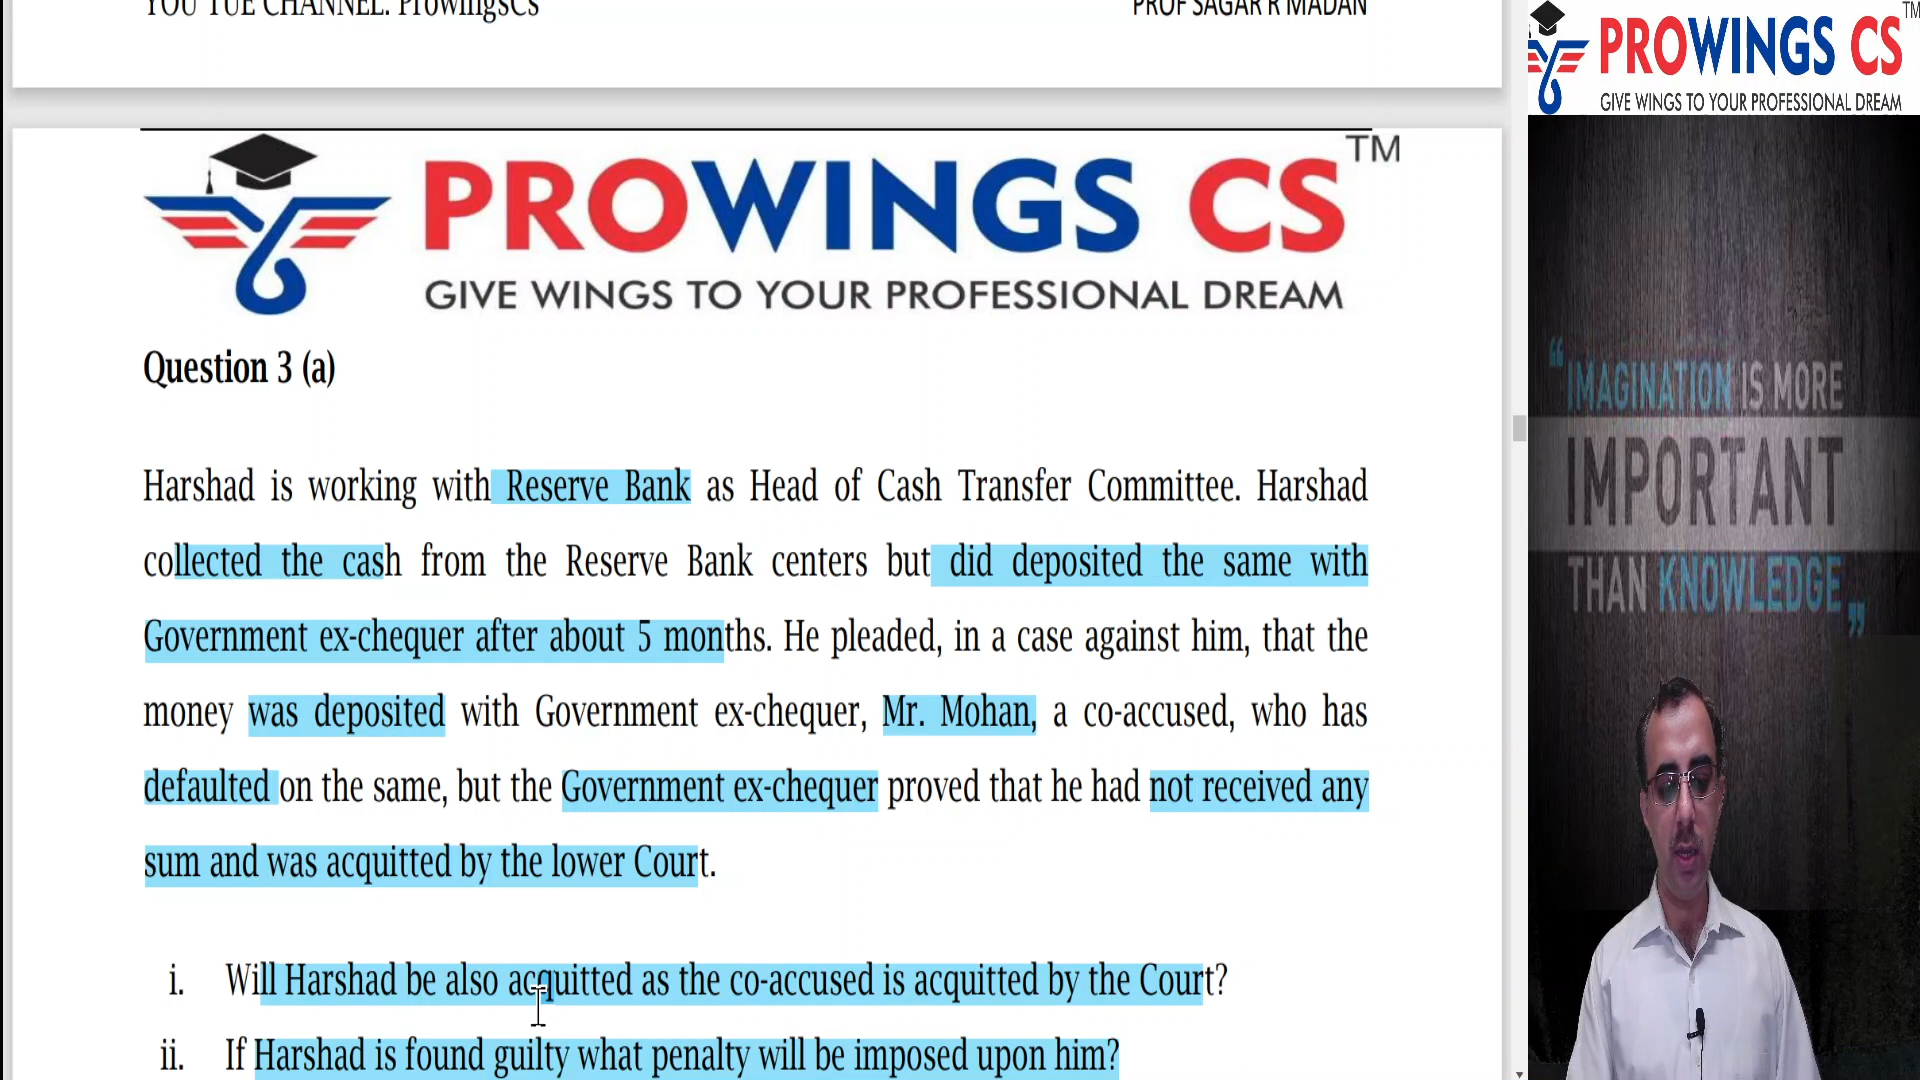 YOU TUE CHANNEL: ProwingsCs
PROF SAGAR R MADAN
PROWINGS CS TM
GIVE WINGS TO YOUR PROFESSIONAL DREAM
PROWINGS CS TM
GIVE WINGS TO YOUR PROFESSIONAL DREAM
Question 3 (a)
Harshad is working with Reserve Bank as Head of Cash Transfer Committee. Harshad
collected the cash from the Reserve Bank centers but did deposited the same with
Government ex-chequer after about 5 months. He pleaded, in a case against him, that the
money was deposited with Government ex-chequer, Mr. Mohan, a co-accused, who has
defaulted on the same, but the Government ex-chequer proved that he had not received any
sum and was acquitted by the lower Court.
i. Will Harshad be also acquitted as the co-accused is acquitted by the Court?
ii. If Harshad is found guilty what penalty will be imposed upon him?
“IMAGINATION IS MORE
IMPORTANT
THAN KNOWLEDGE„